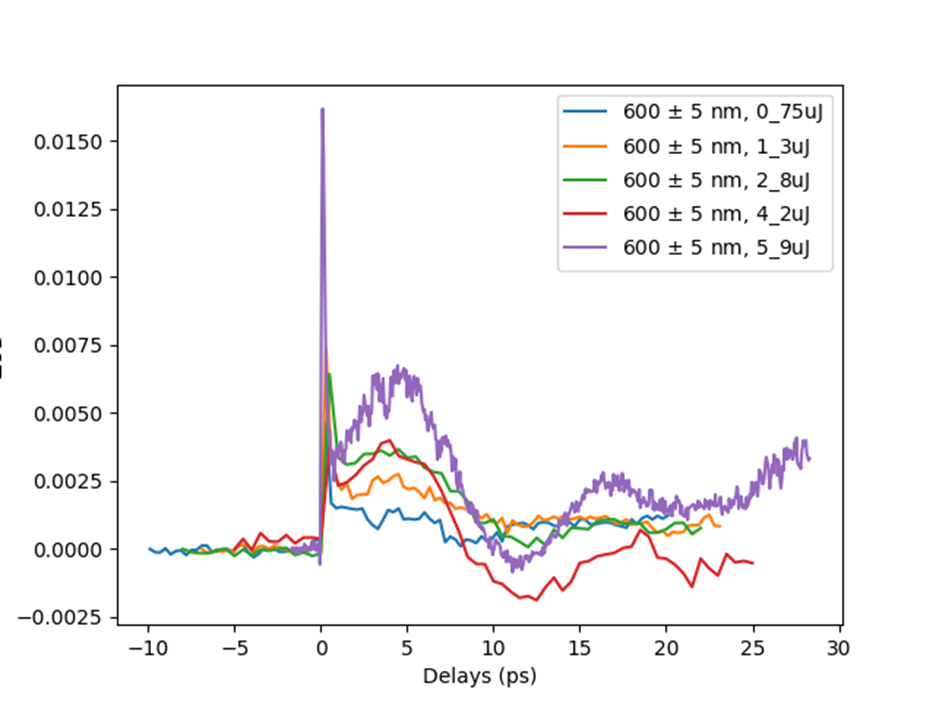 600 ± 5 nm, 0_75uJ
600 ± 5 nm, 1_3uJ
600 ± 5 nm, 2_8uJ
600 ± 5 nm, 4_2uJ
600 ± 5 nm, 5_9uJ
0.0150
0.0125
0.0100
0.0075
0.0050
0.0025
0.0000
−0.0025
−10 −5 0 5 10 15 20 25 30
Delays (ps)